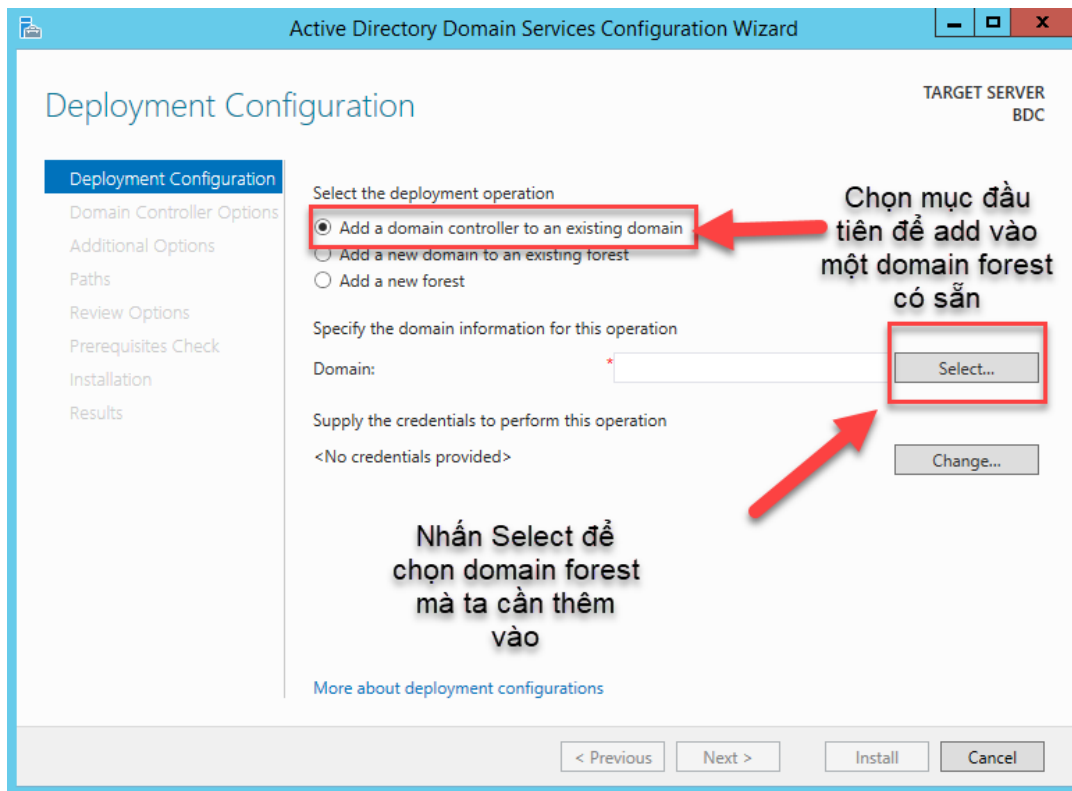 Active Directory Domain Services Configuration Wizard
Deployment Configuration
TARGET SERVER
BDC
Deployment Configuration
Domain Controller Options
Additional Options
Paths
Review Options
Prerequisites Check
Installation
Results
Select the deployment operation
Add a domain controller to an existing domain
Add a new domain to an existing forest
Add a new forest
Chọn mục đầu
tiên để add vào
một domain forest
có sẵn
Specify the domain information for this operation
Domain:
*
Select...
Supply the credentials to perform this operation
<No credentials provided>
Change...
Nhấn Select để
chọn domain forest
mà ta cần thêm
vào
More about deployment configurations
< Previous
Next >
Install
Cancel